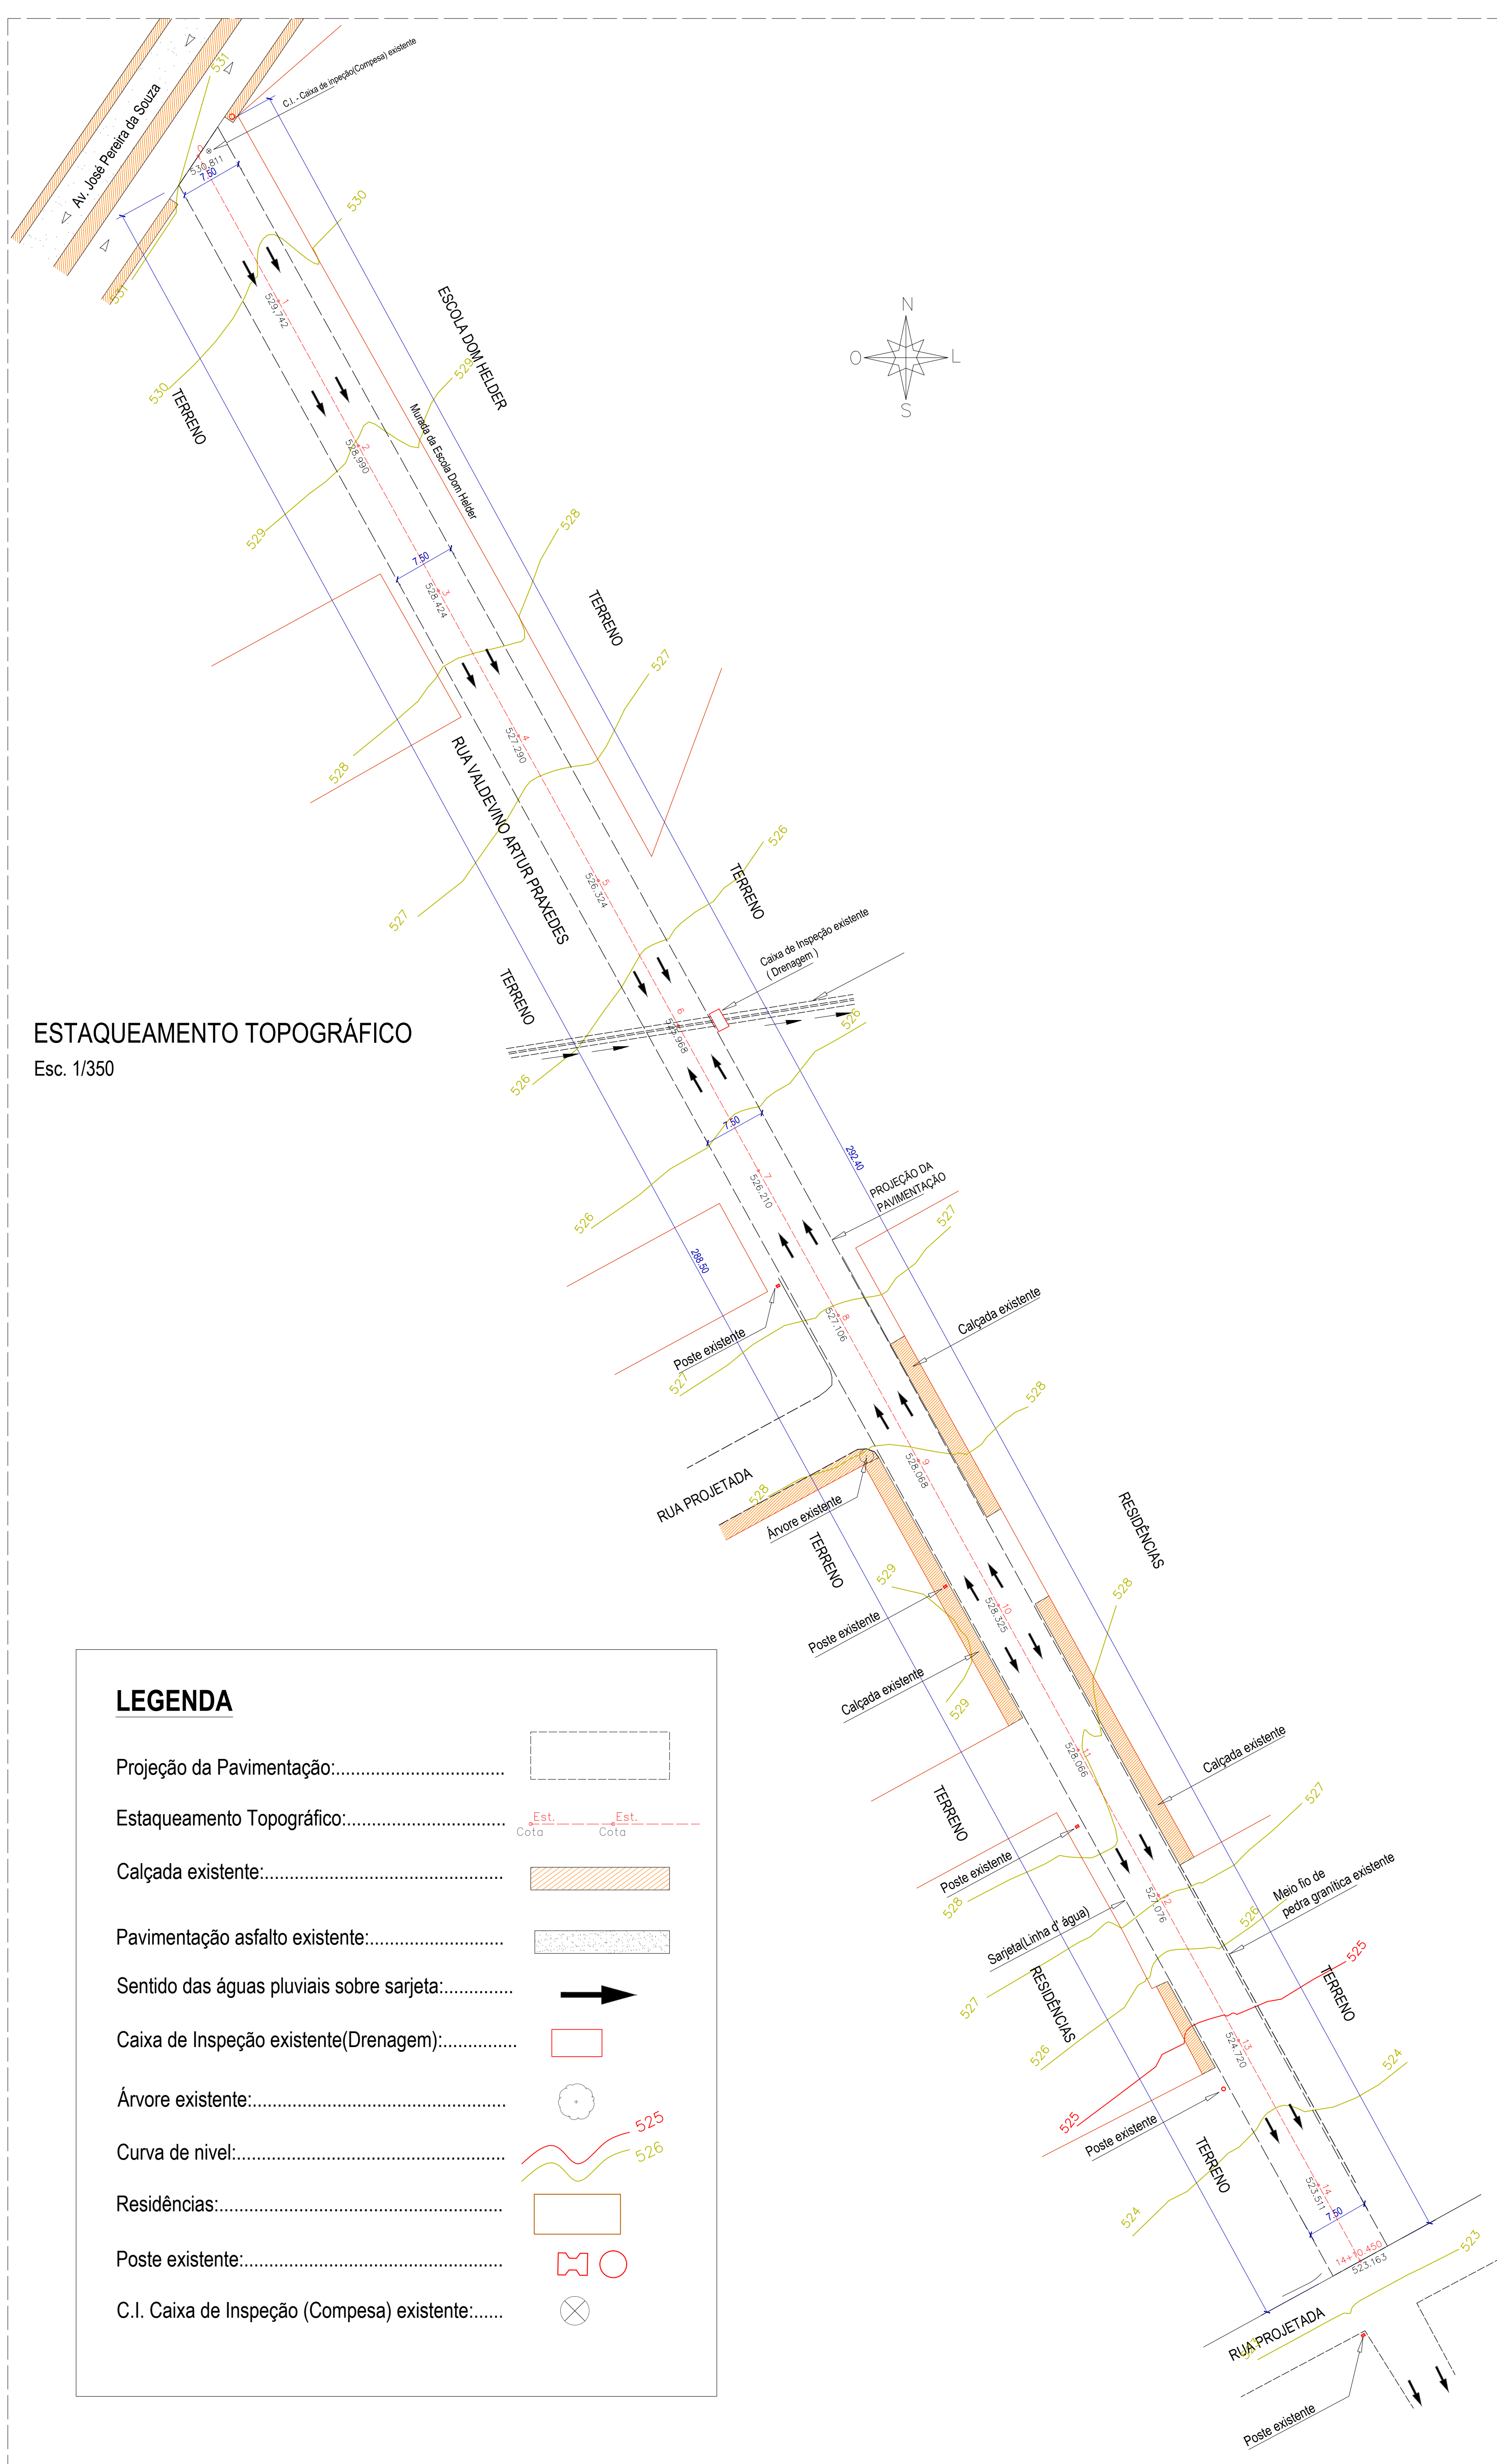 531
C.I. - Caixa de inpeção(Compesa) existente
Av. José Pereira da Souza
0
530.811
7.50
531
530
1
529,742
ESCOLA DOM HELDER
530
TERRENO
529
Murada da Escola Dom Helder
2
528,990
529
528
7.50
3
528.424
TERRENO
N
O
L
S
527
4
527.290
528
RUA VALDEVINO ARTUR PRAXEDES
526
5
526.324
TERRENO
527
Caixa de Inspeção existente
( Drenagem )
TERRENO
6
525.968
526
ESTAQUEAMENTO TOPOGRÁFICO
Esc. 1/350
526
7.50
292.40
7
526.210
PROJEÇÃO DA
PAVIMENTAÇÃO
526
527
288.50
8
527.106
Calçada existente
Poste existente
527
528
9
528.068
RUA PROJETADA
528
Árvore existente
RESIDÊNCIAS
TERRENO
529
528
10
528.325
Poste existente
Calçada existente
529
11
528.066
Calçada existente
TERRENO
527
Poste existente
528
12
527.076
Meio fio de
pedra granítica existente
526
Sarjeta(Linha d' água)
527
525
RESIDÊNCIAS
TERRENO
526
13
524.720
524
525
Poste existente
TERRENO
14
523.511
7.50
524
14+10.450
523.163
523
RUA PROJETADA
523
Poste existente
LEGENDA
Projeção da Pavimentação:..................................
Estaqueamento Topográfico:................................
Est.
Est.
Cota
Cota
Calçada existente:................................................
Pavimentação asfalto existente:...........................
Sentido das águas pluviais sobre sarjeta:..............
Caixa de Inspeção existente(Drenagem):...............
Árvore existente:...................................................
Curva de nivel:......................................................
525
526
Residências:.........................................................
Poste existente:....................................................
C.I. Caixa de Inspeção (Compesa) existente:......